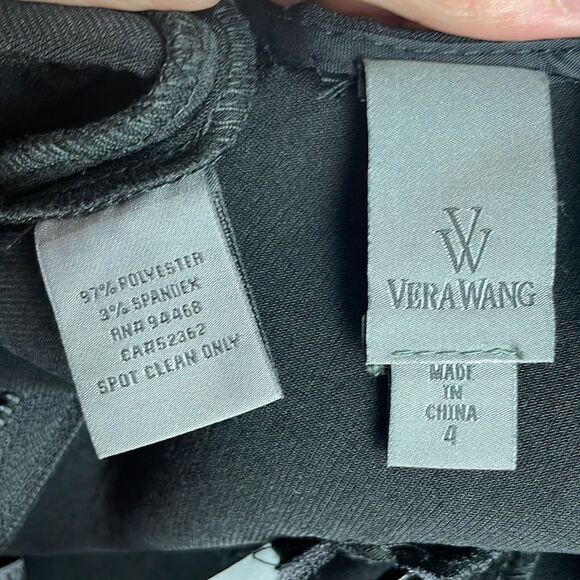 97% POLYESTER
3% SPANDEX
RN# 94468
CA#52362
SPOT CLEAN ONLY
VW
VERA WANG
MADE
IN
CHINA
4